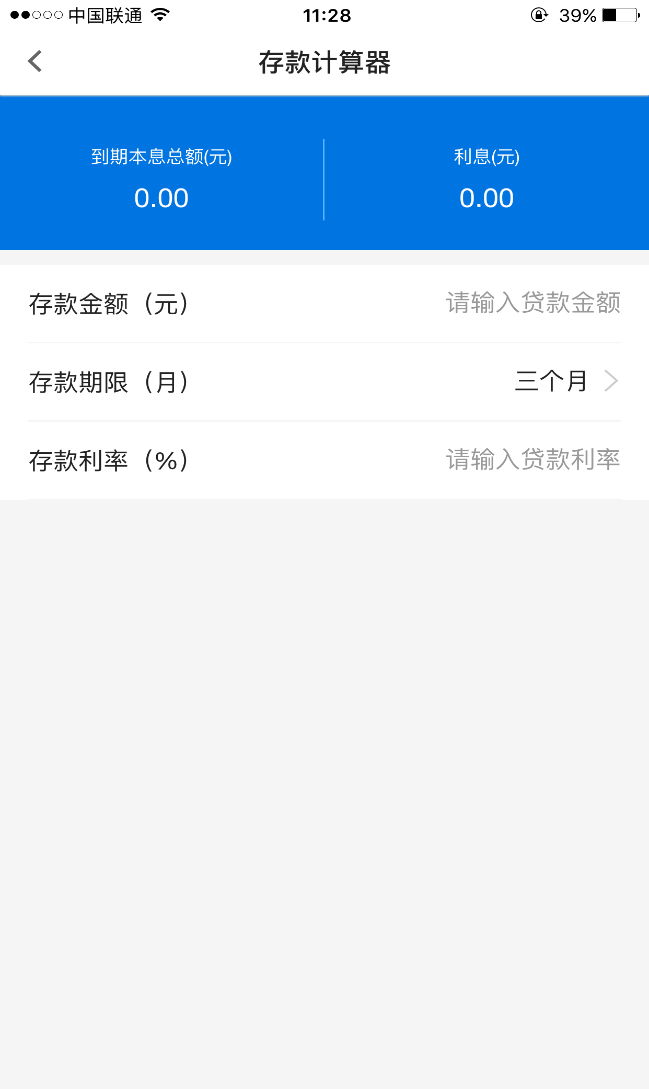 中国联通 11:28 39%
存款计算器
到期本息总额(元) 利息(元)
0.00 0.00
存款金额（元） 请输入贷款金额
存款期限（月） 三个月
存款利率（%） 请输入贷款利率